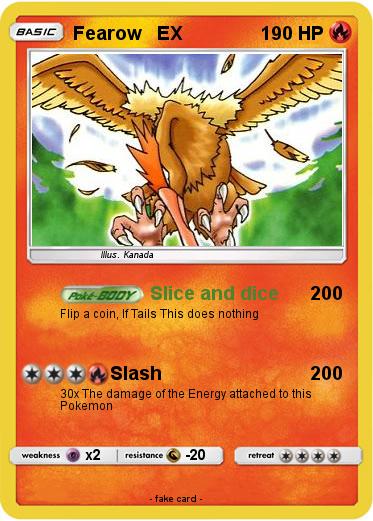 BASIC Fearow EX 190 HP
Illus. Kanada
Poké-BODY Slice and dice 200
Flip a coin, If Tails This does nothing
Slash 200
30x The damage of the Energy attached to this
Pokemon
weakness x2 resistance -20 retreat
- fake card -